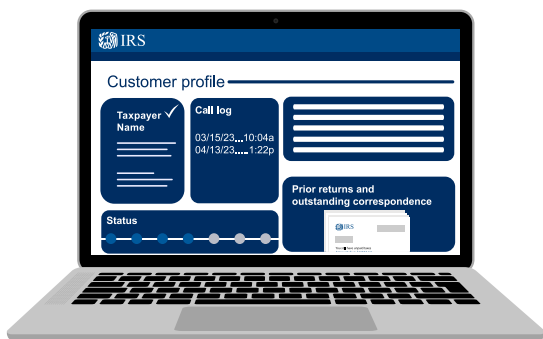 IRS
Customer profile
Taxpayer
Name
Call log
03/15/23...10:04a
04/13/23.....1:22p
Prior returns and
outstanding correspondence
Status
IRS